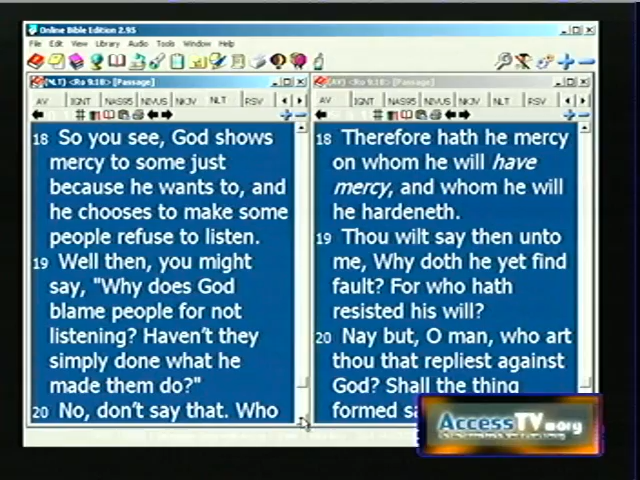 Online Bible Edition 2.95
File Edit View Library Audio Tools Window Help
(NLT) <Ro 9:18> [Passage]
AV IGNT NAS95 NIVUS NKJV NLT RSV
18 So you see, God shows
mercy to some just
because he wants to, and
he chooses to make some
people refuse to listen.
19 Well then, you might
say, "Why does God
blame people for not
listening? Haven't they
simply done what he
made them do?"
20 No, don't say that. Who
(AV) <Ro 9:18> [Passage]
AV IGNT NAS95 NIVUS NKJV NLT RSV
18 Therefore hath he mercy
on whom he will have
mercy, and whom he will
he hardeneth.
19 Thou wilt say then unto
me, Why doth he yet find
fault? For who hath
resisted his will?
20 Nay but, O man, who art
thou that repliest against
God? Shall the thing
formed sa
AccessTV.org